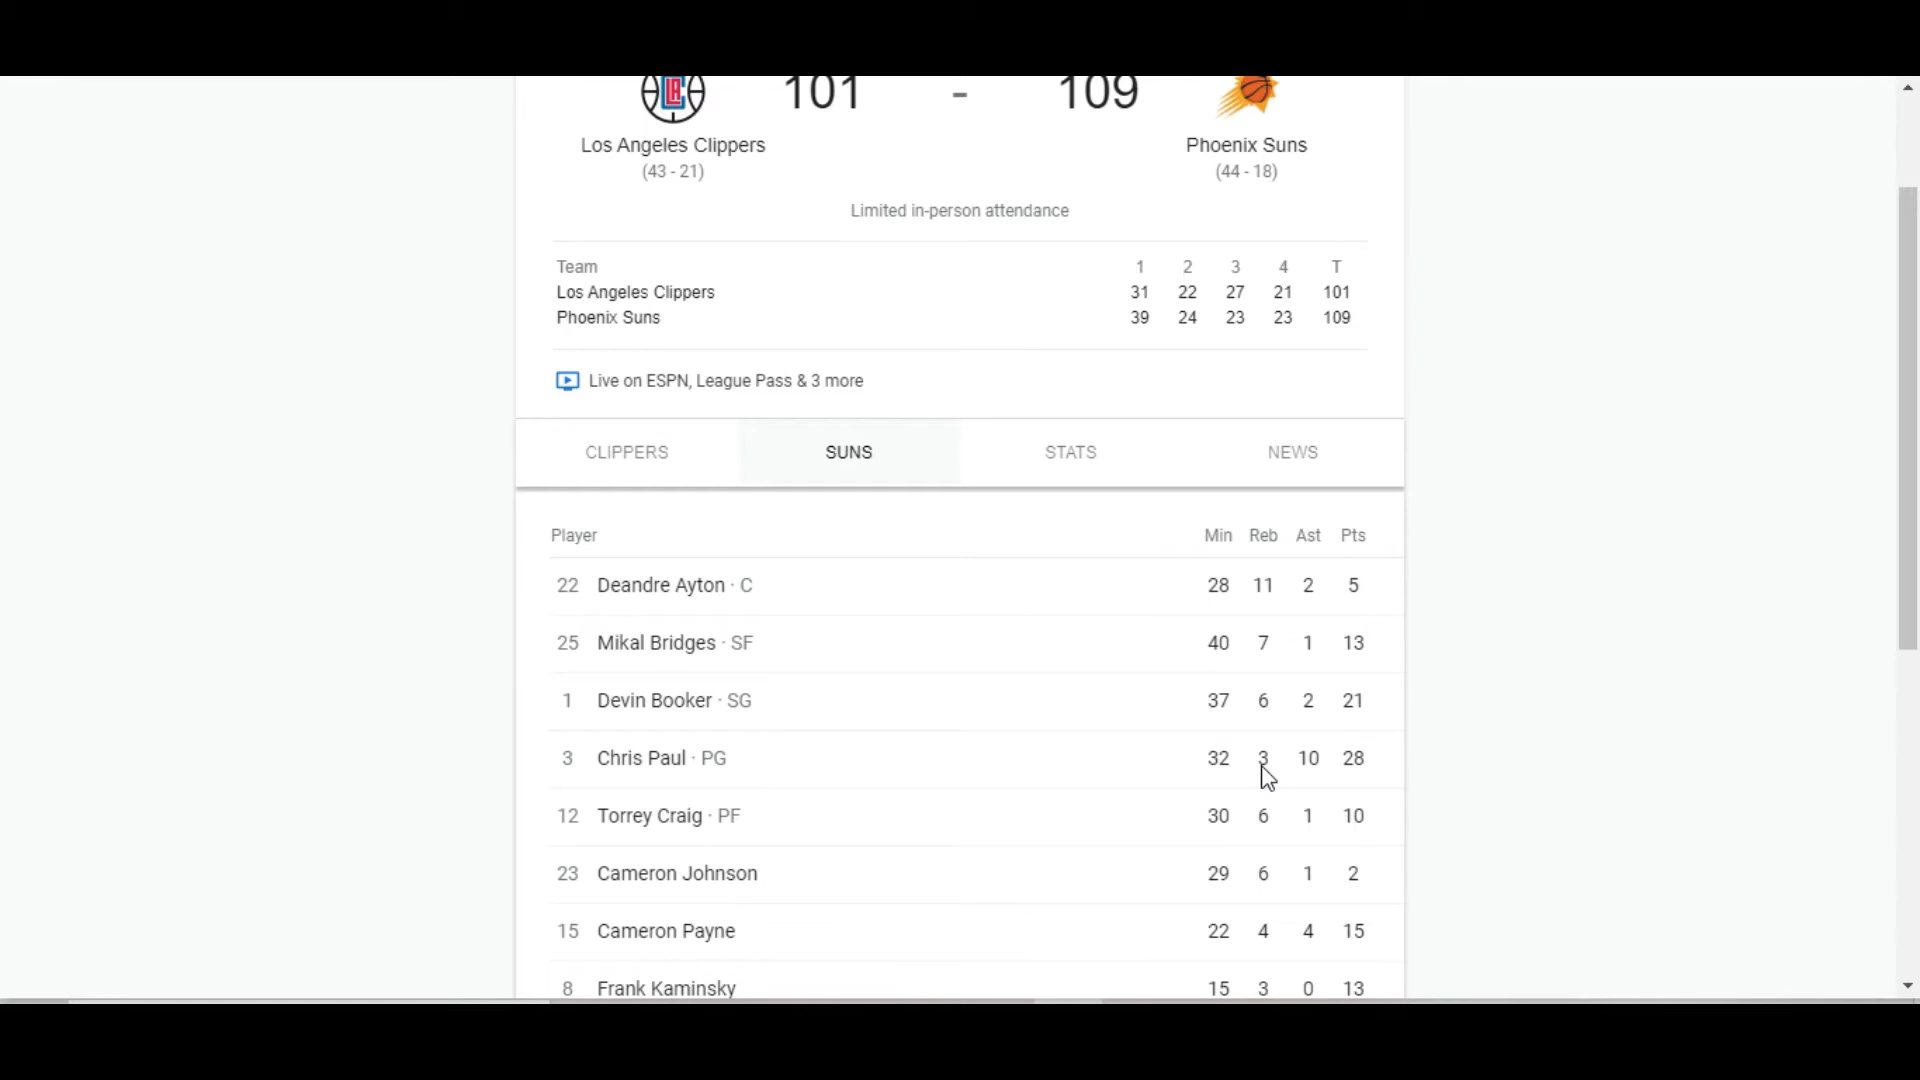 101 - 109
Los Angeles Clippers Phoenix Suns
(43 - 21) (44 - 18)
Limited in-person attendance
Team 1 2 3 4 T
Los Angeles Clippers 31 22 27 21 101
Phoenix Suns 39 24 23 23 109
Live on ESPN, League Pass & 3 more
CLIPPERS SUNS STATS NEWS
Player Min Reb Ast Pts
22 Deandre Ayton · C 28 11 2 5
25 Mikal Bridges · SF 40 7 1 13
1 Devin Booker · SG 37 6 2 21
3 Chris Paul · PG 32 3 10 28
12 Torrey Craig · PF 30 6 1 10
23 Cameron Johnson 29 6 1 2
15 Cameron Payne 22 4 4 15
8 Frank Kaminsky 15 3 0 13